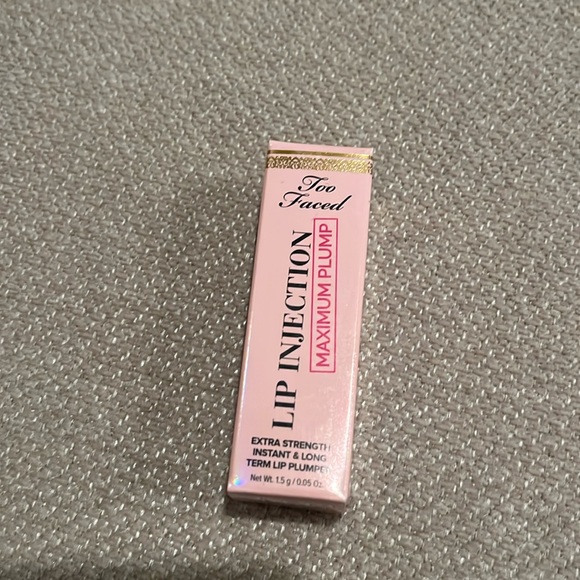 Too
Faced
LIP INJECTION
MAXIMUM PLUMP
EXTRA STRENGTH
INSTANT & LONG
TERM LIP PLUMPER
Net Wt. 1.5 g / 0.05 Oz.